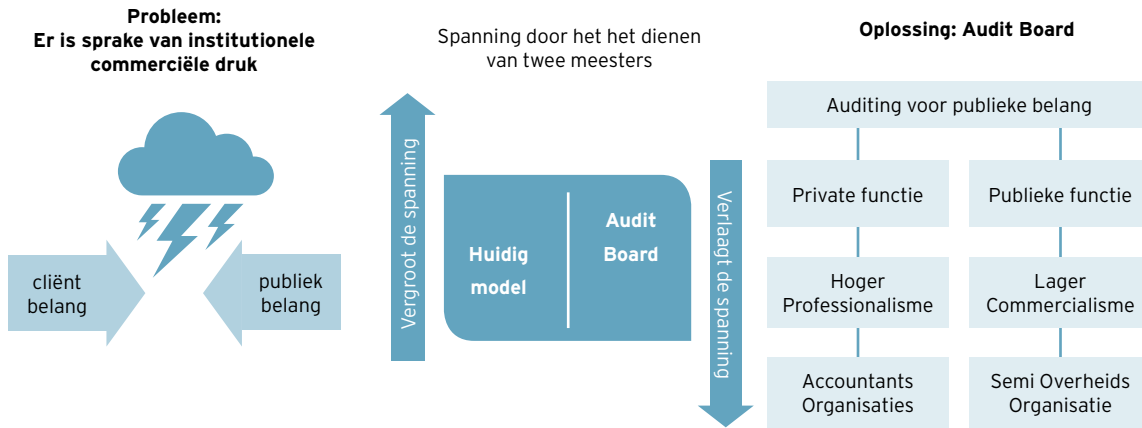 Probleem:
Er is sprake van institutionele
commerciële druk
cliënt
belang
publiek
belang
Spanning door het het dienen
van twee meesters
Vergroot de spanning
Huidig
model
Audit
Board
Verlaagt de spanning
Oplossing: Audit Board
Auditing voor publieke belang
Private functie
Publieke functie
Hoger
Professionalisme
Lager
Commercialisme
Accountants
Organisaties
Semi Overheids
Organisatie